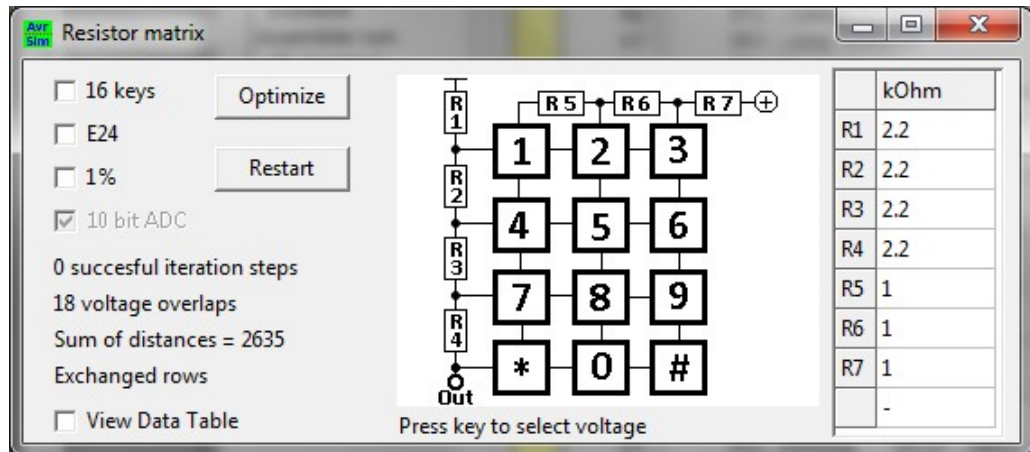 Avr
Sim
Resistor matrix
16 keys
Optimize
E24
1%
Restart
10 bit ADC
0 succesful iteration steps
18 voltage overlaps
Sum of distances = 2635
Exchanged rows
View Data Table
R1
R2
R3
R4
R5
R6
R7
1 2 3
4 5 6
7 8 9
* 0 #
Out
Press key to select voltage
kOhm
R1 2.2
R2 2.2
R3 2.2
R4 2.2
R5 1
R6 1
R7 1
-